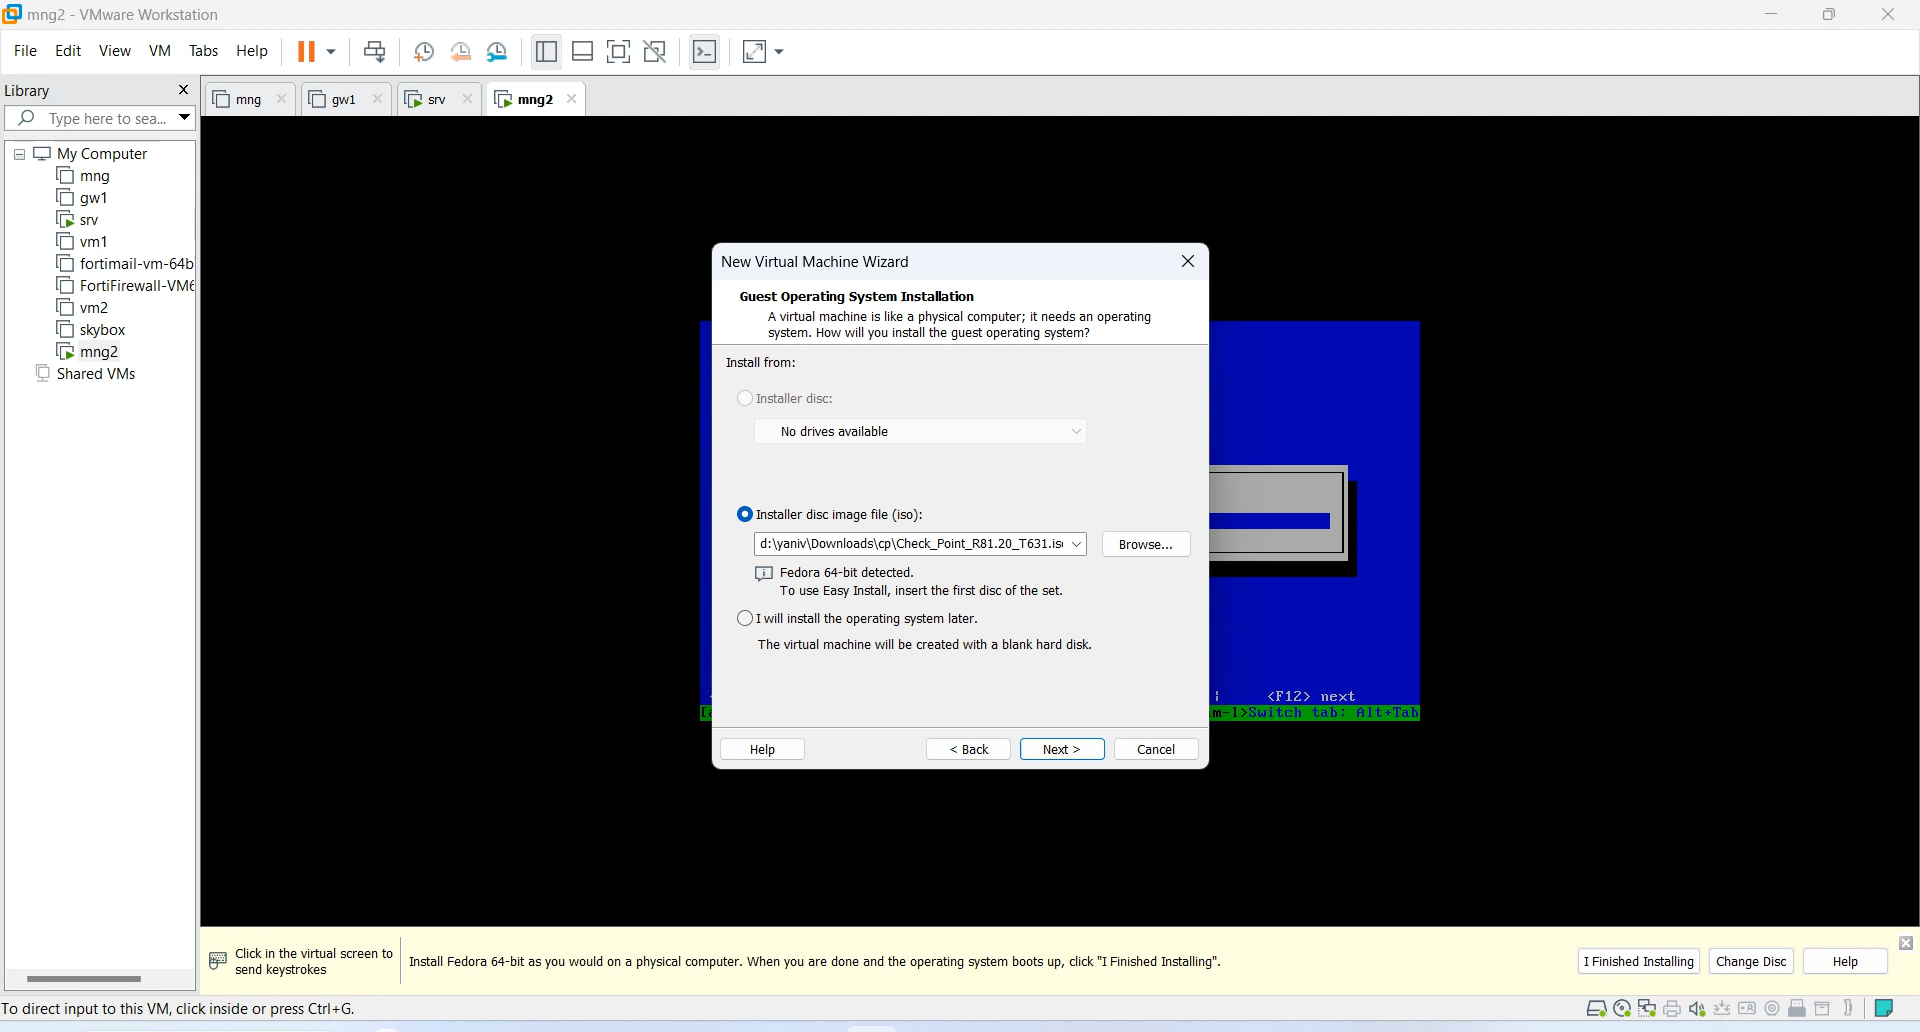 mng2 - VMware Workstation
File Edit View VM Tabs Help
Library
Type here to sea...
mng gw1 srv mng2
My Computer
mng
gw1
srv
vm1
fortimail-vm-64b
FortiFirewall-VM6
vm2
skybox
mng2
Shared VMs
New Virtual Machine Wizard
Guest Operating System Installation
A virtual machine is like a physical computer; it needs an operating
system. How will you install the guest operating system?
Install from:
Installer disc:
No drives available
Installer disc image file (iso):
d:\yaniv\Downloads\cp\Check_Point_R81.20_T631.iso
Browse...
Fedora 64-bit detected.
To use Easy Install, insert the first disc of the set.
I will install the operating system later.
The virtual machine will be created with a blank hard disk.
<F12> next
Switch tab: Alt+Tab
Help < Back Next > Cancel
Click in the virtual screen to
send keystrokes
Install Fedora 64-bit as you would on a physical computer. When you are done and the operating system boots up, click "I Finished Installing".
I Finished Installing Change Disc Help
To direct input to this VM, click inside or press Ctrl+G.